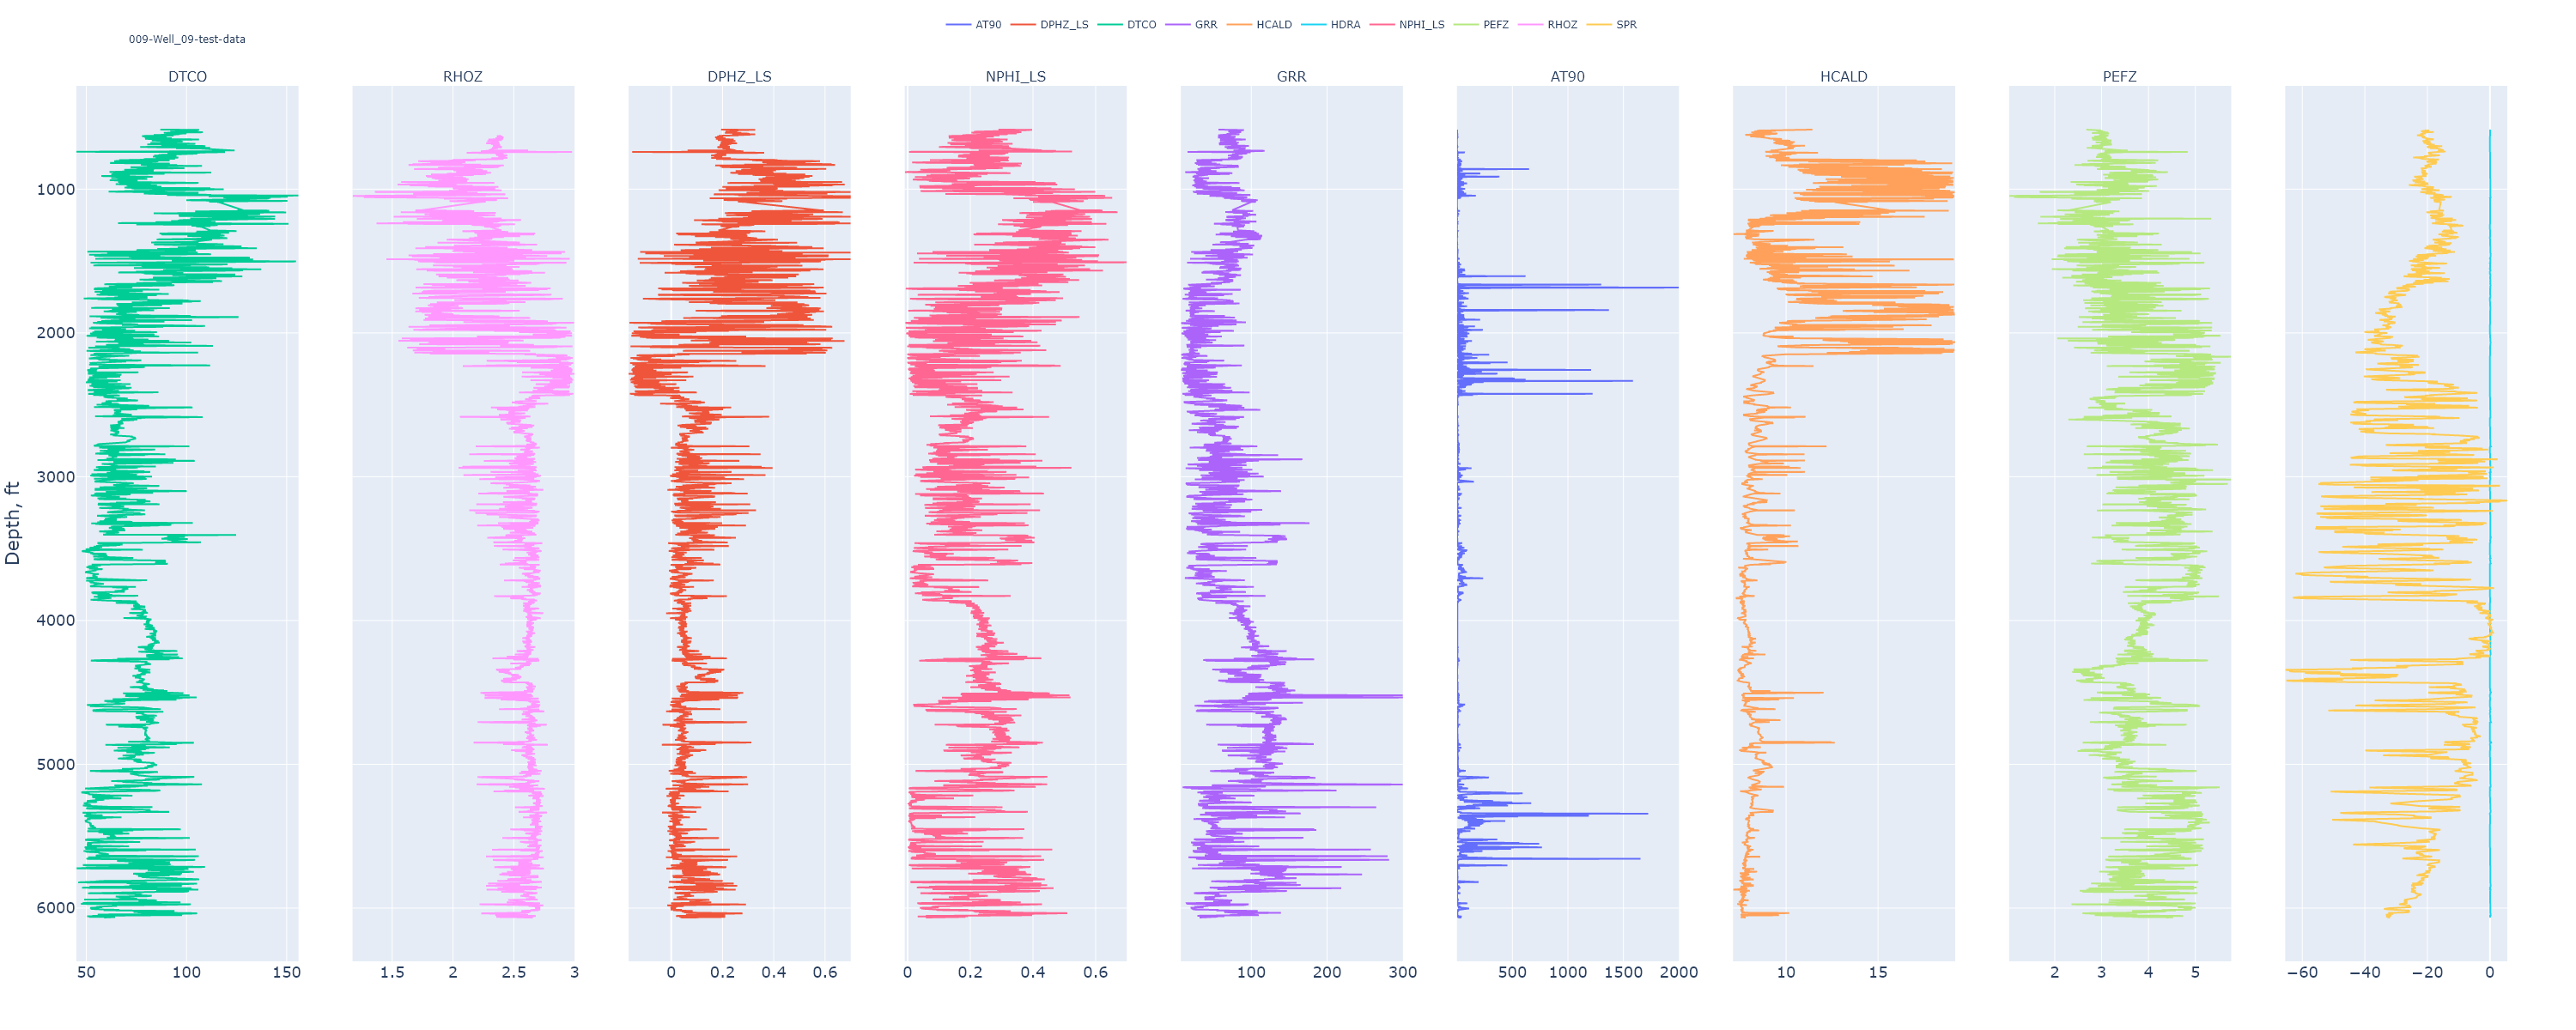 AT90 DPHZ_LS DTCO GRR HCALD HDRA NPHI_LS PEFZ RHOZ SPR
009-Well_09-test-data
DTCO RHOZ DPHZ_LS NPHI_LS GRR AT90 HCALD PEFZ
1000
2000
3000
4000
5000
6000
Depth, ft
50 100 150 1.5 2 2.5 3 0 0.2 0.4 0.6 0 0.2 0.4 0.6 100 200 300 500 1000 1500 2000 10 15 2 3 4 5 −60 −40 −20 0